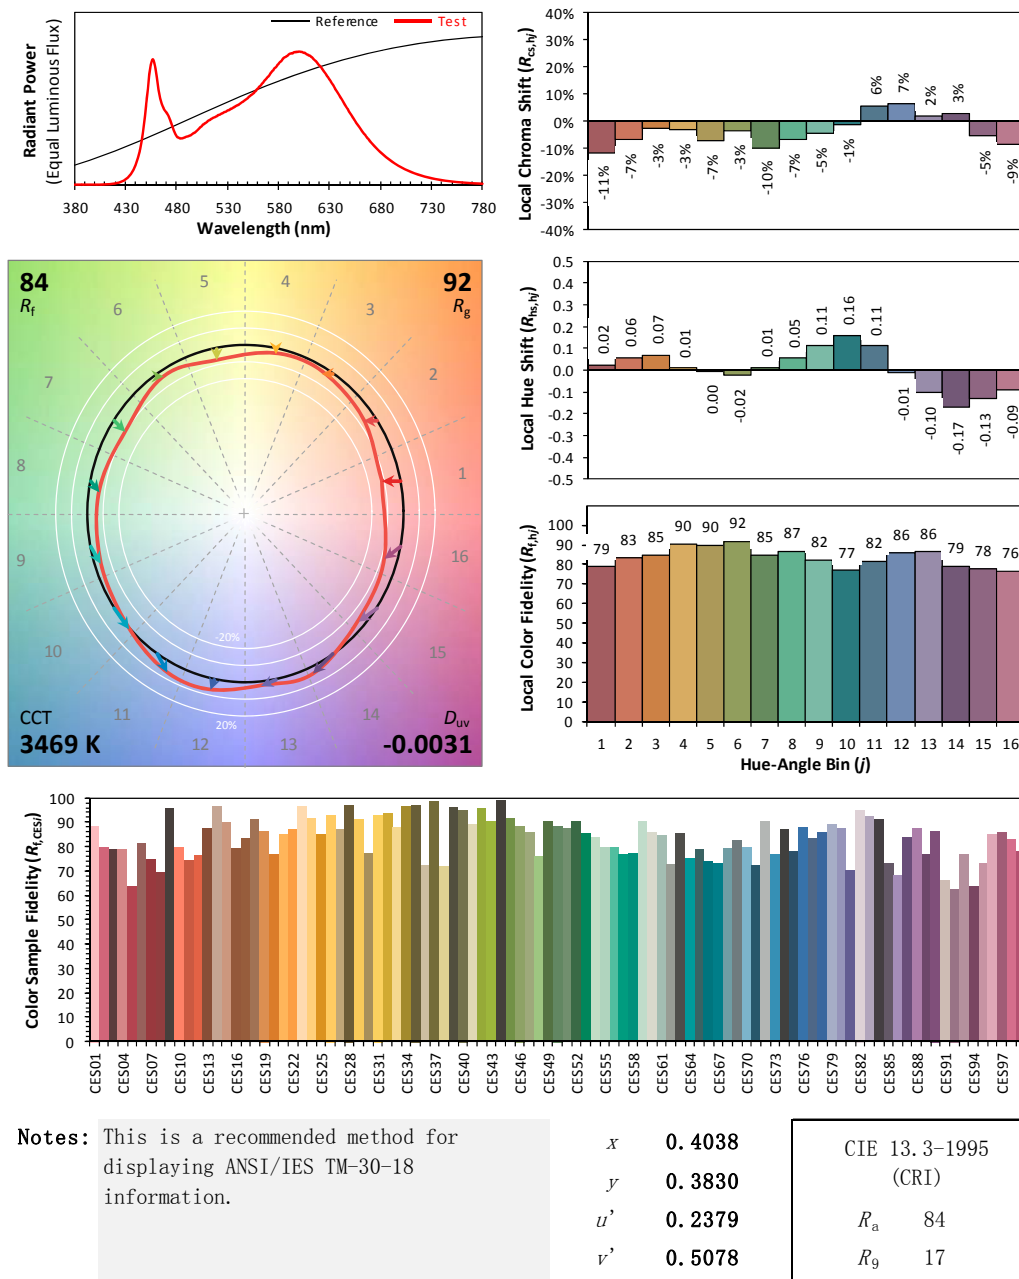 Reference
Test
Radiant Power
(Equal Luminous Flux)
380 430 480 530 580 630 680 730 780
Wavelength (nm)
Local Chroma Shift (Rcs,hj)
40%
30%
20%
10%
0%
-10%
-20%
-30%
-40%
-11% -7% -3% -3% -7% -3% -10% -7% -5% -1% 6% 7% 2% 3% -5% -9%
84
Rf
92
Rg
1
2
3
4
5
6
7
8
9
10
11
12
13
14
15
16
-20%
20%
CCT
3469 K
Duv
-0.0031
Local Hue Shift (Rhs,hj)
0.5
0.4
0.3
0.2
0.1
0.0
-0.1
-0.2
-0.3
-0.4
-0.5
0.02 0.06 0.07 0.01 0.00 -0.02 0.01 0.05 0.11 0.16 0.11 -0.01 -0.10 -0.17 -0.13 -0.09
Local Color Fidelity (Rf,hj)
100
90
80
70
60
50
40
30
20
10
0
79 83 85 90 90 92 85 87 82 77 82 86 86 79 78 76
1 2 3 4 5 6 7 8 9 10 11 12 13 14 15 16
Hue-Angle Bin (j)
Color Sample Fidelity (Rf,CESi)
100
90
80
70
60
50
40
30
20
10
0
CES01 CES04 CES07 CES10 CES13 CES16 CES19 CES22 CES25 CES28 CES31 CES34 CES37 CES40 CES43 CES46 CES49 CES52 CES55 CES58 CES61 CES64 CES67 CES70 CES73 CES76 CES79 CES82 CES85 CES88 CES91 CES94 CES97
Notes: This is a recommended method for
displaying ANSI/IES TM-30-18
information.
x 0.4038
y 0.3830
u' 0.2379
v' 0.5078
CIE 13.3-1995
(CRI)
Ra 84
R9 17